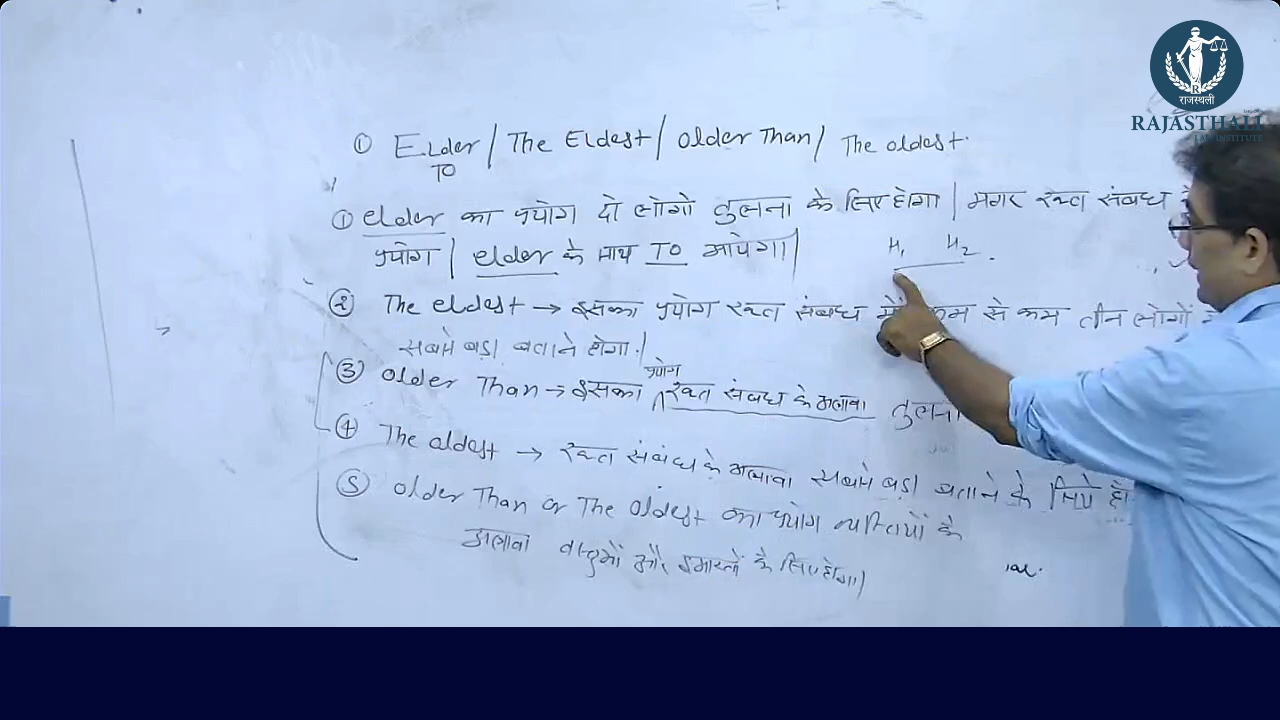 राजस्थली
RAJASTHALI
LAW INSTITUTE
① Elder / The Eldest / Older Than / The oldest.
TO
① elder का प्रयोग दो लोगो तुलना के लिए होगा | मगर रक्त संबंध
प्रयोग | elder के साथ TO आयेगा |
H₁ H₂
② The eldest → इसका प्रयोग रक्त संबंध में कम से कम तीन लोगों
सबसे बड़ा बताने होगा |
प्रयोग
③ Older Than → इसका रक्त संबंध के अलावा तुलना
④ The oldest → रक्त संबंध के अलावा सबसे बड़ा बताने के लिए हो
⑤ Older Than or The Oldest का प्रयोग व्यक्तियों के
अलावा वस्तुओं और इमारतों के लिए होगा |